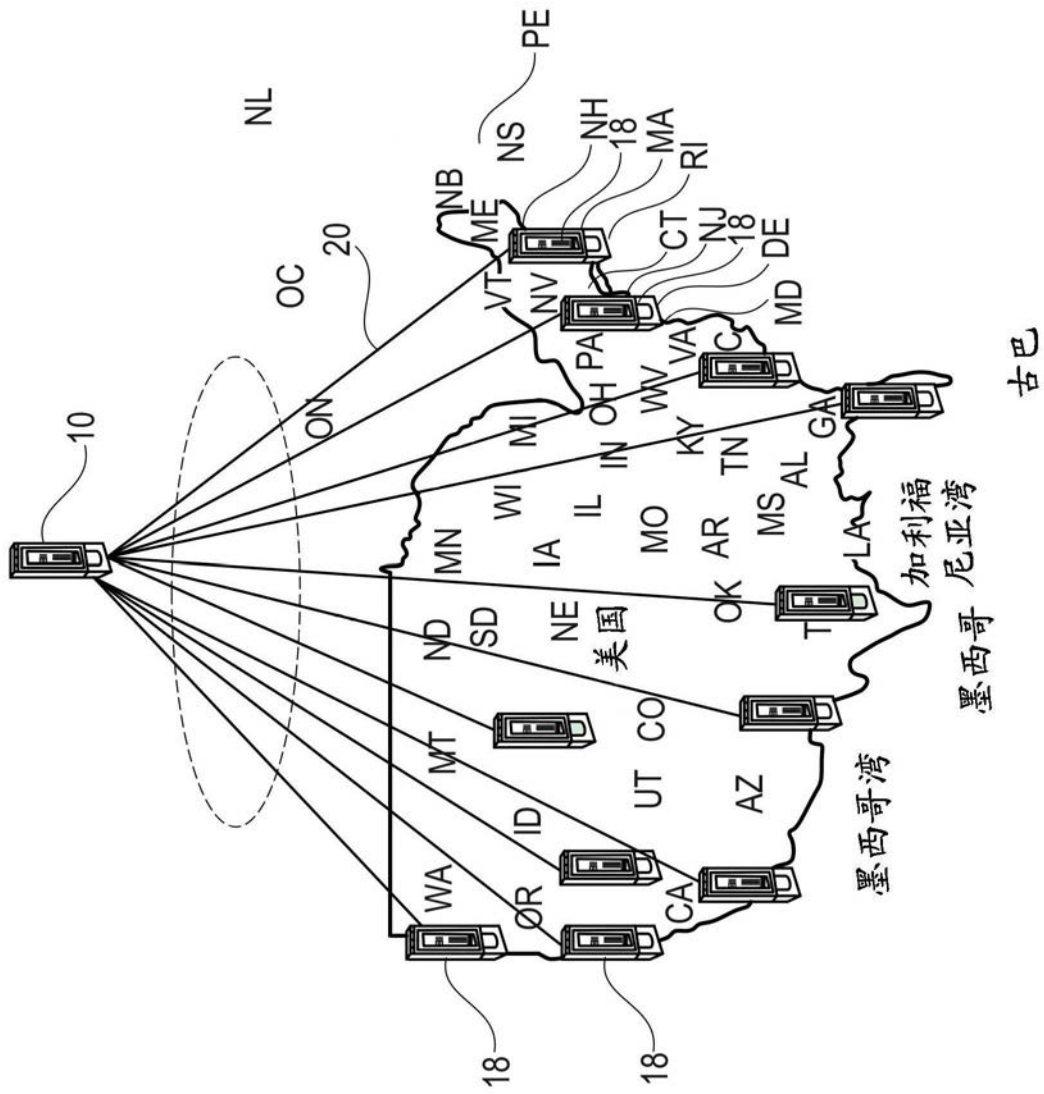 10
NL
PE
OC
20
ON
NB
NS
ME
NH
18
MA
RI
VT
NV
CT
NJ
18
DE
MD
PA
VA
C
MI
OH
WV
WI
IN
KY
TN
GA
MN
IL
MO
AR
AL
MS
IA
LA
ND
SD
NE
美国
OK
T
MT
CO
UT
AZ
ID
WA
OR
CA
18
18
古巴
加利福
尼亚湾
墨西哥
墨西哥湾